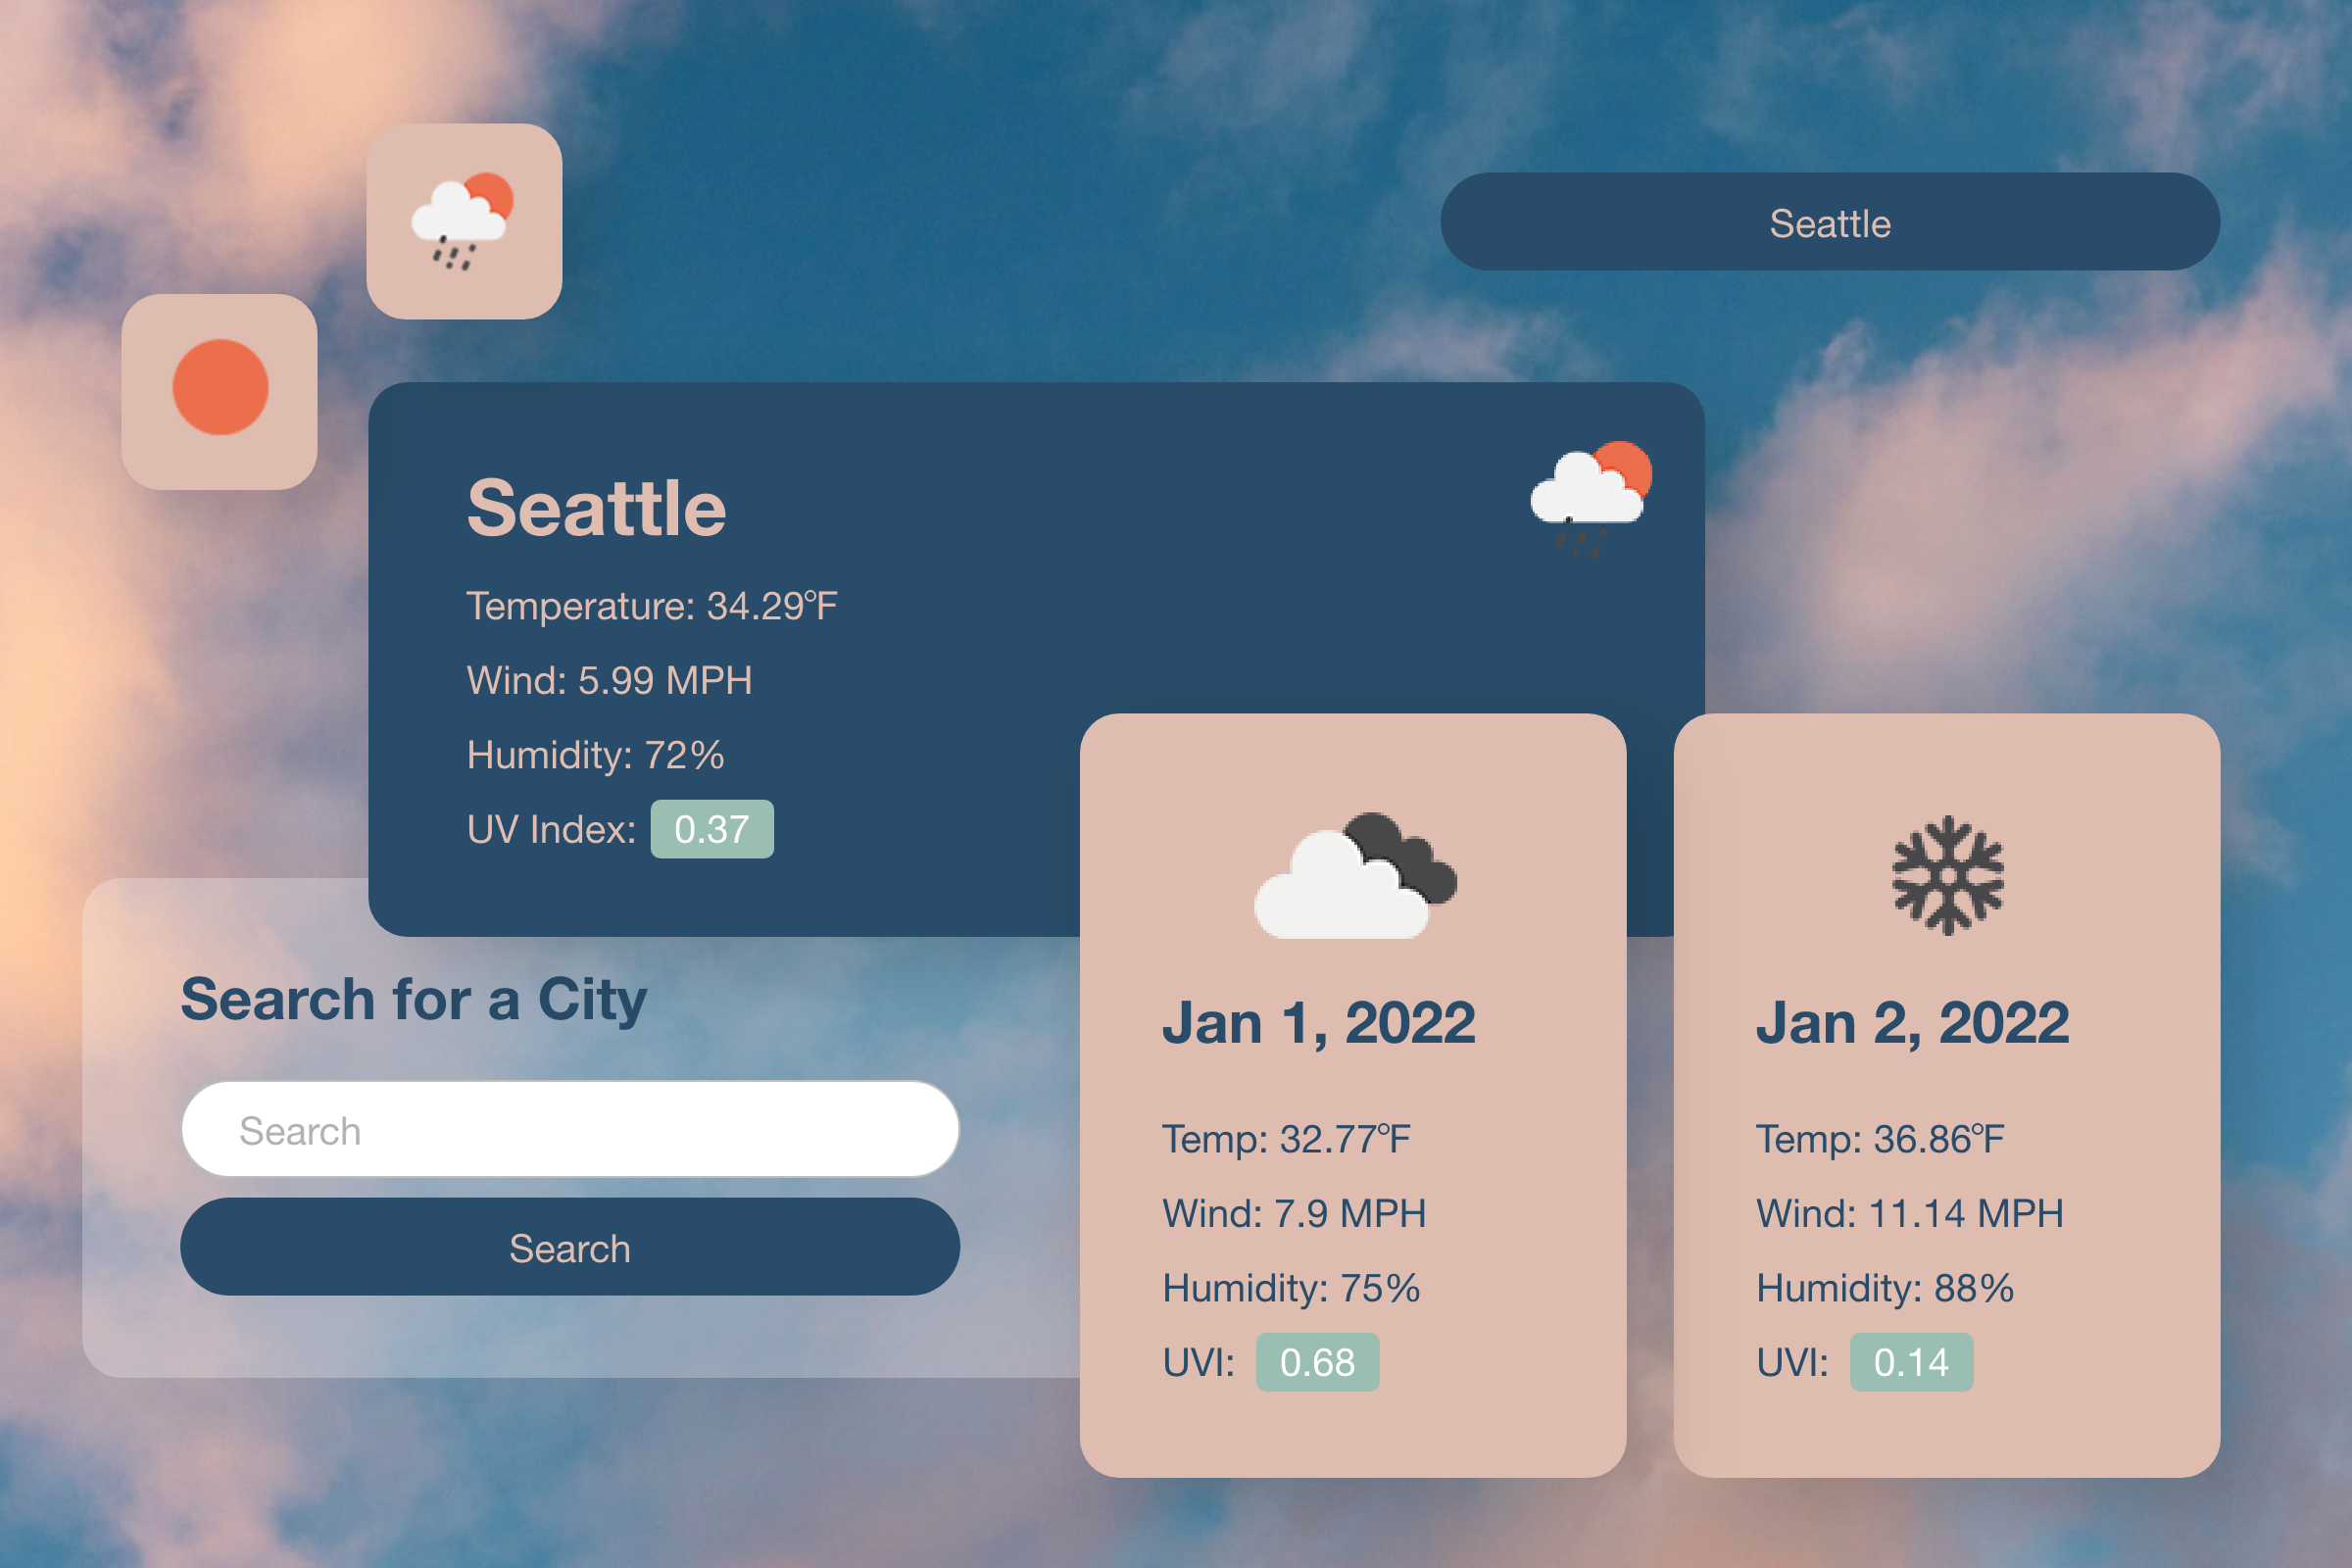 Seattle
Seattle
Temperature: 34.29°F
Wind: 5.99 MPH
Humidity: 72%
UV Index: 0.37
Search for a City
Search
Search
Jan 1, 2022
Temp: 32.77°F
Wind: 7.9 MPH
Humidity: 75%
UVI: 0.68
Jan 2, 2022
Temp: 36.86°F
Wind: 11.14 MPH
Humidity: 88%
UVI: 0.14